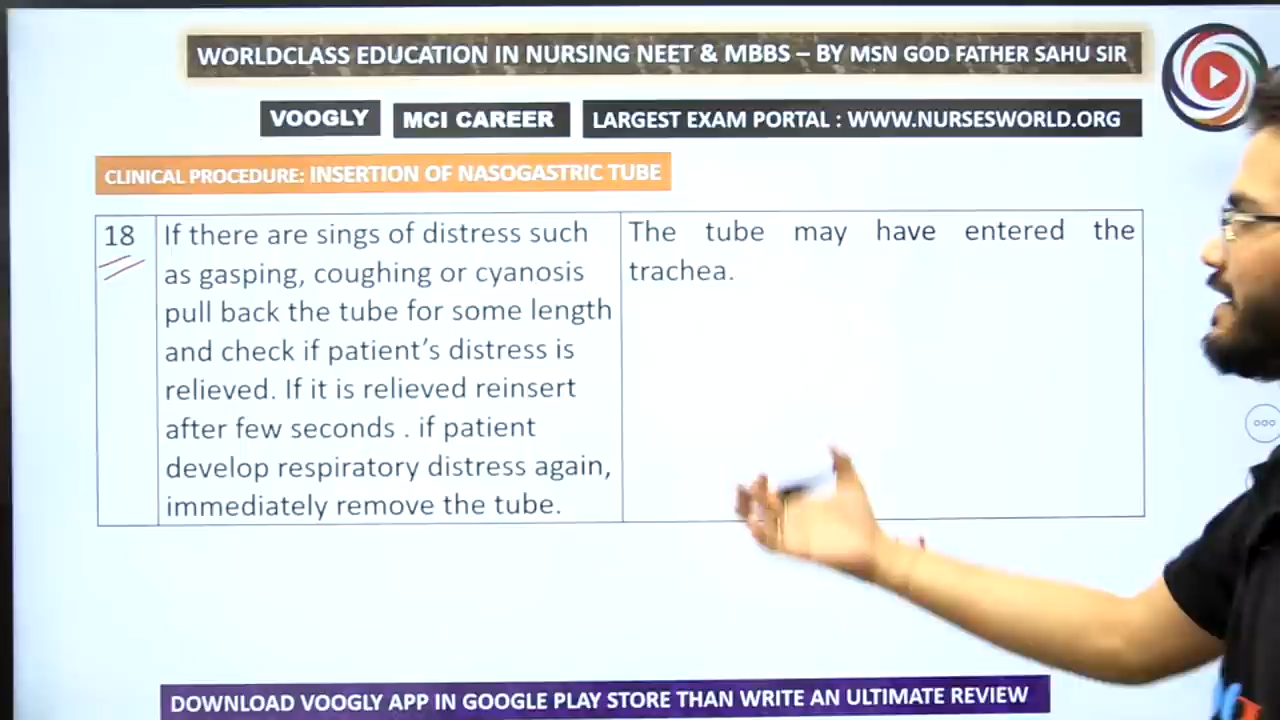 WORLDCLASS EDUCATION IN NURSING NEET & MBBS – BY MSN GOD FATHER SAHU SIR
VOOGLY
MCI CAREER
LARGEST EXAM PORTAL : WWW.NURSESWORLD.ORG
CLINICAL PROCEDURE: INSERTION OF NASOGASTRIC TUBE
18
If there are sings of distress such
as gasping, coughing or cyanosis
pull back the tube for some length
and check if patient’s distress is
relieved. If it is relieved reinsert
after few seconds . if patient
develop respiratory distress again,
immediately remove the tube.
The tube may have entered the
trachea.
DOWNLOAD VOOGLY APP IN GOOGLE PLAY STORE THAN WRITE AN ULTIMATE REVIEW